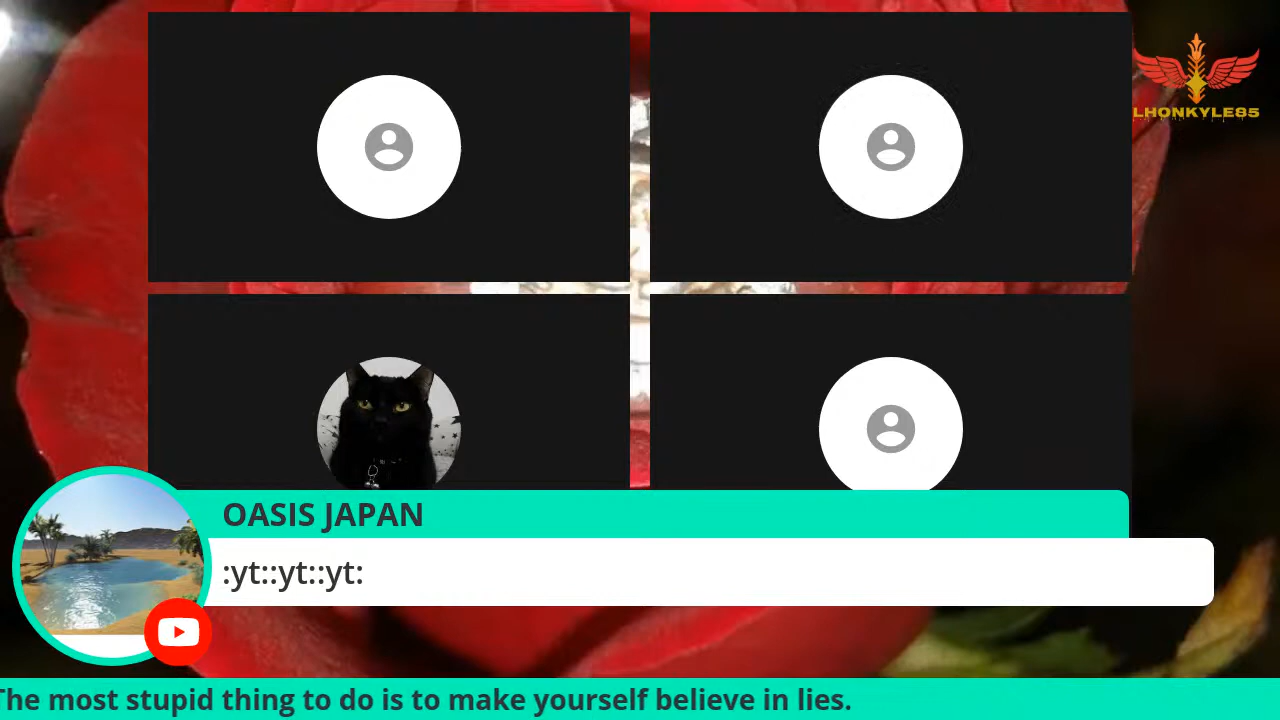 LHONKYLE85
OASIS JAPAN
:yt::yt::yt:
The most stupid thing to do is to make yourself believe in lies.